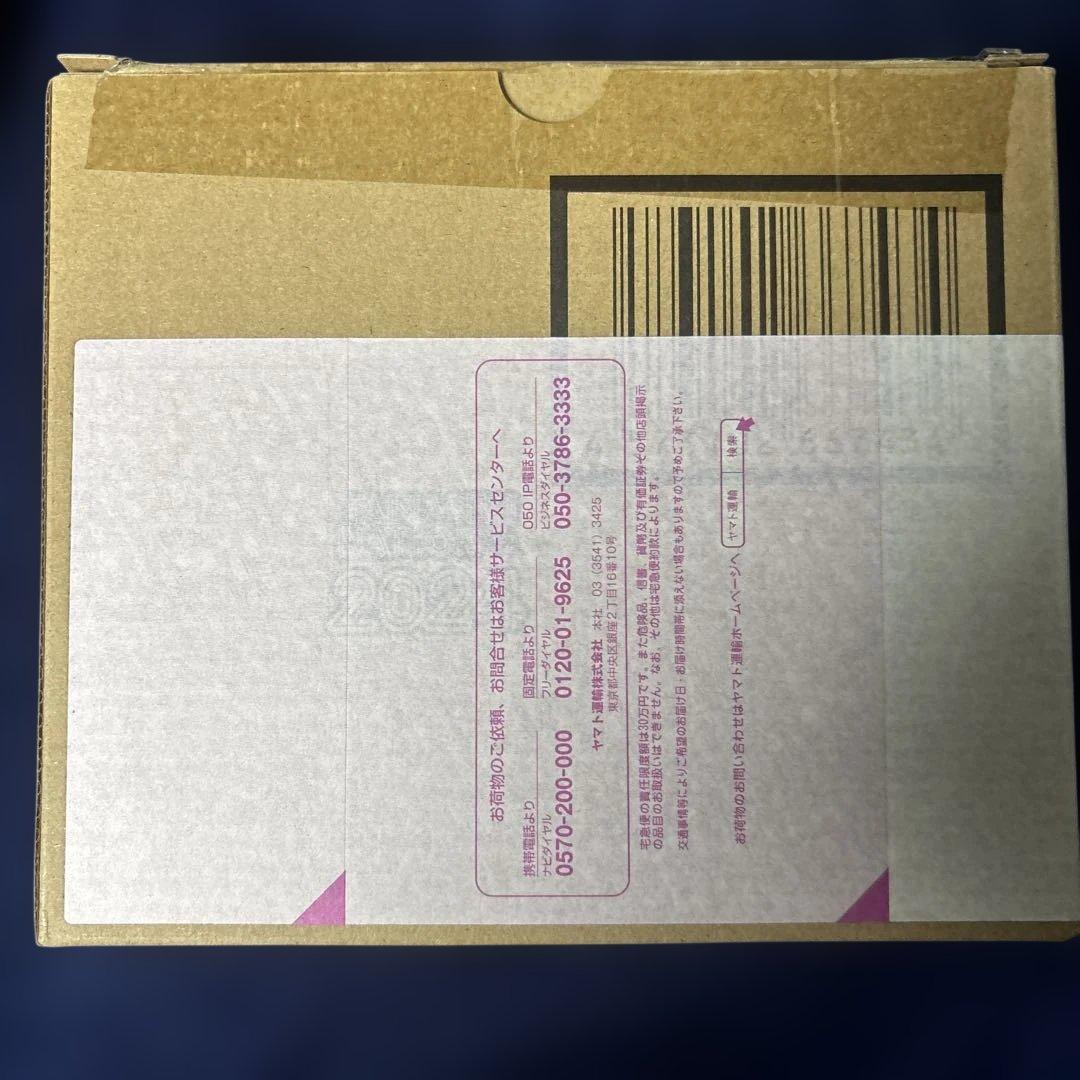 お荷物のご依頼、お問合せはお客様サービスセンターへ
携帯電話より 固定電話より 050 IP電話より
ナビダイヤル フリーダイヤル ビジネスダイヤル
0570-200-000 0120-01-9625 050-3786-3333
ヤマト運輸株式会社 本社 03 (3541) 3425
東京都中央区銀座2丁目16番10号
宅急便の責任限度額は30万円です。また危険品、信書、貨幣及び有価証券その他店頭掲示
の品目のお取扱いはできません。なお、その他は宅急便約款によります。
交通事情等によりご希望のお届け日・お届け時間帯に添えない場合もありますので予めご了承下さい。
お荷物のお問い合わせはヤマト運輸ホームページへ ヤマト運輸 検索